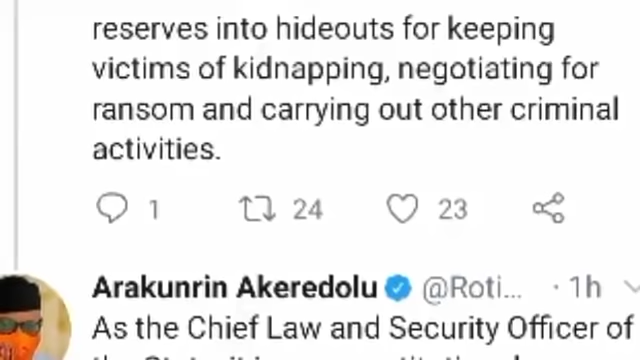 reserves into hideouts for keeping
victims of kidnapping, negotiating for
ransom and carrying out other criminal
activities.
1 24 23
Arakunrin Akeredolu @Roti... · 1h
As the Chief Law and Security Officer of